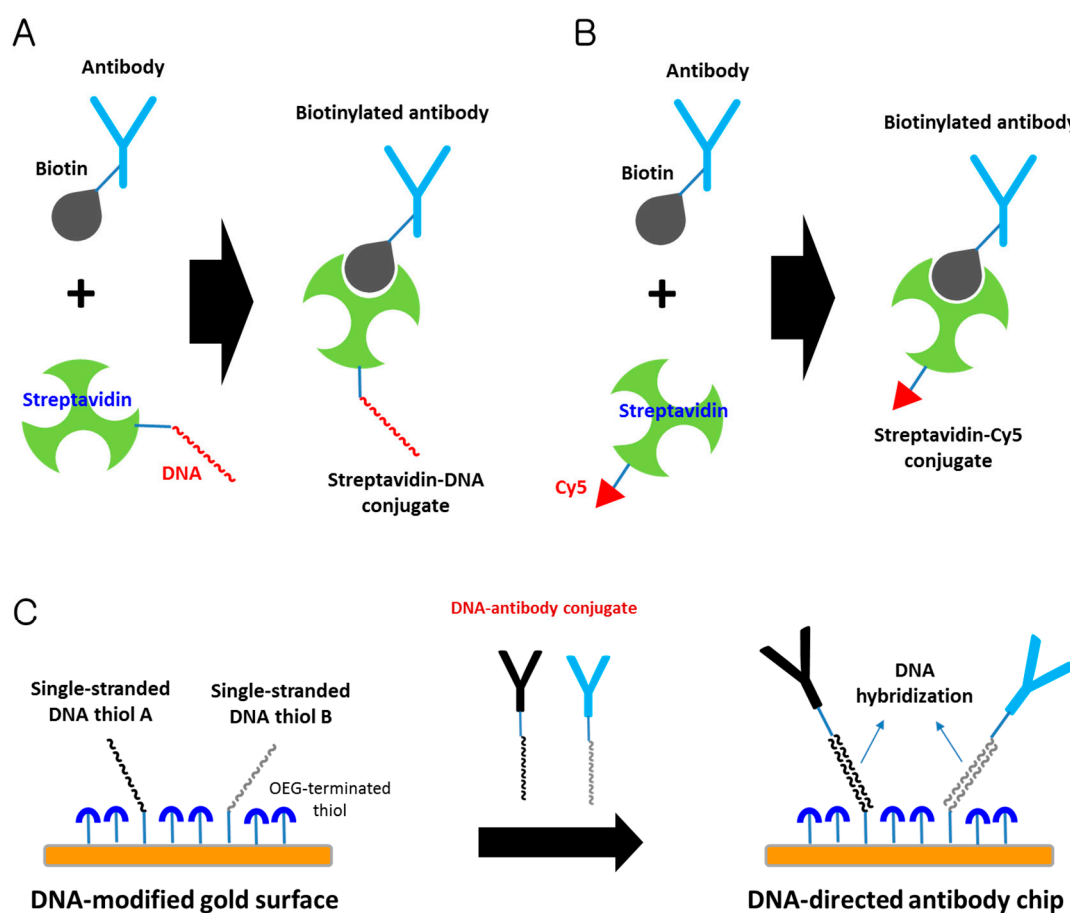 A
Antibody
Biotin
+
Streptavidin
DNA
Biotinylated antibody
Streptavidin-DNA
conjugate
B
Antibody
Biotin
+
Streptavidin
Cy5
Biotinylated antibody
Streptavidin-Cy5
conjugate
C
Single-stranded
DNA thiol A
Single-stranded
DNA thiol B
OEG-terminated
thiol
DNA-modified gold surface
DNA-antibody conjugate
DNA
hybridization
DNA-directed antibody chip